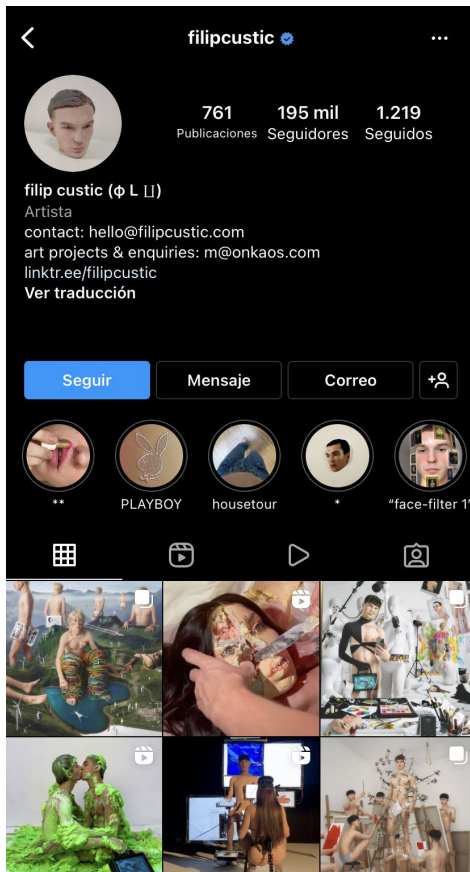 filipcustic
761 195 mil 1.219
Publicaciones Seguidores Seguidos
filip custic (ф L 凵)
Artista
contact: hello@filipcustic.com
art projects & enquiries: m@onkaos.com
linktr.ee/filipcustic
Ver traducción
Seguir Mensaje Correo
** PLAYBOY housetour * “face-filter 1”